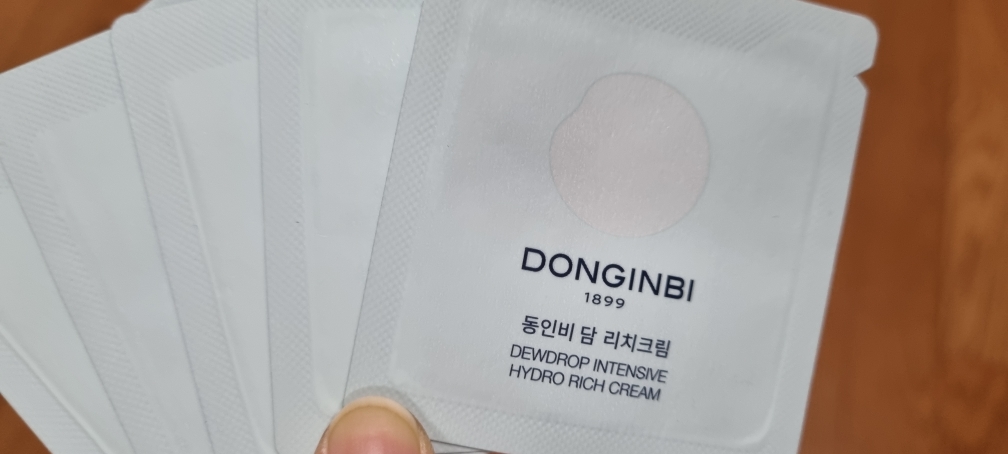 DONGINBI
1899
동인비 담 리치크림
DEWDROP INTENSIVE
HYDRO RICH CREAM